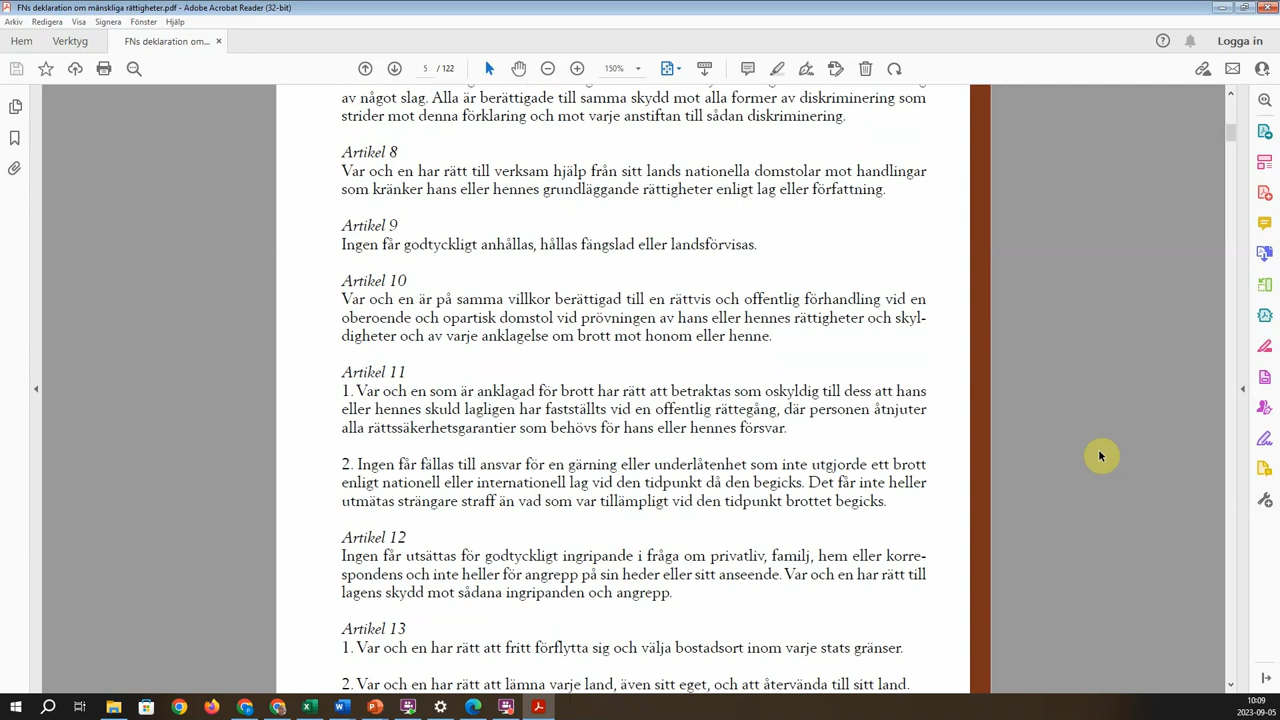 FNs deklaration om mänskliga rättigheter.pdf - Adobe Acrobat Reader (32-bit)
Arkiv Redigera Visa Signera Fönster Hjälp
Hem Verktyg FNs deklaration om... × Logga in
5 / 122 150%
av något slag. Alla är berättigade till samma skydd mot alla former av diskriminering som
strider mot denna förklaring och mot varje anstiftan till sådan diskriminering.
Artikel 8
Var och en har rätt till verksam hjälp från sitt lands nationella domstolar mot handlingar
som kränker hans eller hennes grundläggande rättigheter enligt lag eller författning.
Artikel 9
Ingen får godtyckligt anhållas, hållas fängslad eller landsförvisas.
Artikel 10
Var och en är på samma villkor berättigad till en rättvis och offentlig förhandling vid en
oberoende och opartisk domstol vid prövningen av hans eller hennes rättigheter och skyl-
digheter och av varje anklagelse om brott mot honom eller henne.
Artikel 11
1. Var och en som är anklagad för brott har rätt att betraktas som oskyldig till dess att hans
eller hennes skuld lagligen har fastställts vid en offentlig rättegång, där personen åtnjuter
alla rättssäkerhetsgarantier som behövs för hans eller hennes försvar.
2. Ingen får fällas till ansvar för en gärning eller underlåtenhet som inte utgjorde ett brott
enligt nationell eller internationell lag vid den tidpunkt då den begicks. Det får inte heller
utmätas strängare straff än vad som var tillämpligt vid den tidpunkt brottet begicks.
Artikel 12
Ingen får utsättas för godtyckligt ingripande i fråga om privatliv, familj, hem eller korre-
spondens och inte heller för angrepp på sin heder eller sitt anseende. Var och en har rätt till
lagens skydd mot sådana ingripanden och angrepp.
Artikel 13
1. Var och en har rätt att fritt förflytta sig och välja bostadsort inom varje stats gränser.
2. Var och en har rätt att lämna varje land, även sitt eget, och att återvända till sitt land.
10:09
2023-09-05